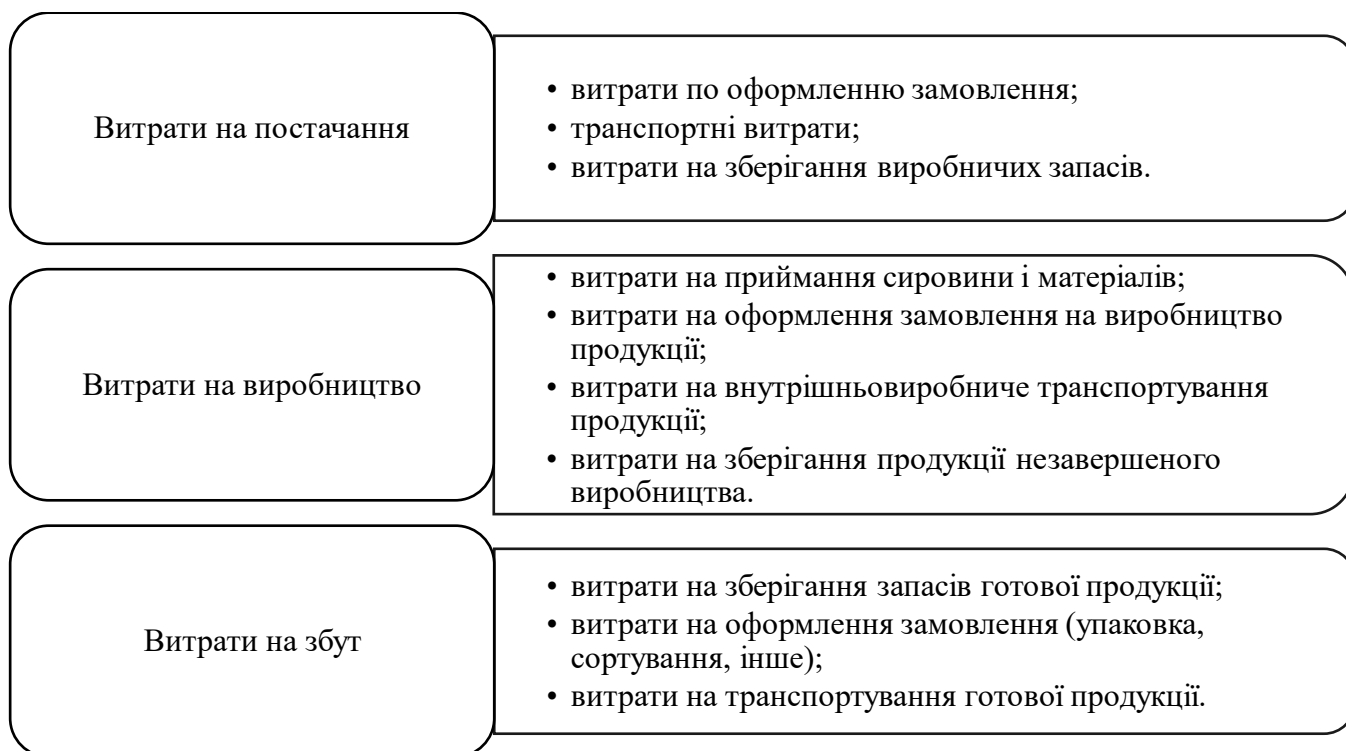 Витрати на постачання
• витрати по оформленню замовлення;
• транспортні витрати;
• витрати на зберігання виробничих запасів.
Витрати на виробництво
• витрати на приймання сировини і матеріалів;
• витрати на оформлення замовлення на виробництво
продукції;
• витрати на внутрішньовиробниче транспортування
продукції;
• витрати на зберігання продукції незавершеного
виробництва.
Витрати на збут
• витрати на зберігання запасів готової продукції;
• витрати на оформлення замовлення (упаковка,
сортування, інше);
• витрати на транспортування готової продукції.